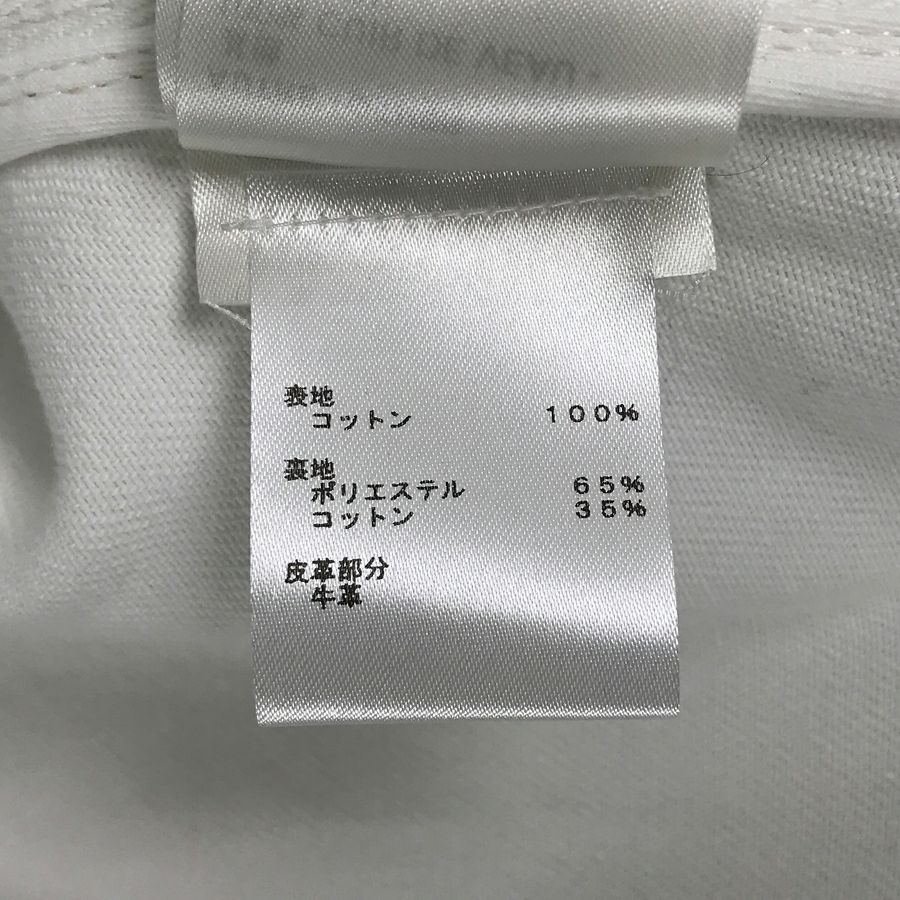 表地
コットン 100%
裏地
ポリエステル 65%
コットン 35%
皮革部分
牛革